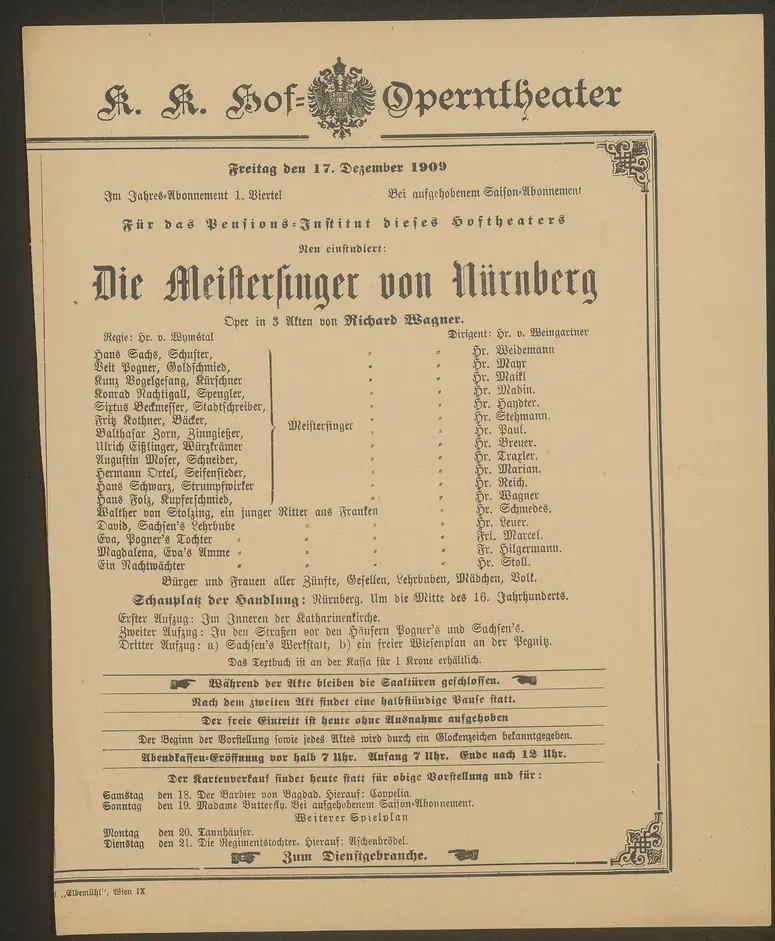 K. K. Hof=Operntheater
Freitag den 17. Dezember 1909
Im Jahres=Abonnement 1. Viertel Bei aufgehobenem Saison=Abonnement
Für das Pensions=Institut dieses Hoftheaters
Neu einstudiert:
Die Meistersinger von Nürnberg
Oper in 3 Akten von Richard Wagner.
Regie: Hr. v. Wymétal Dirigent: Hr. v. Weingartner
Hans Sachs, Schuster, Hr. Weidemann
Veit Pogner, Goldschmied, Hr. Mayr
Kunz Vogelgesang, Kürschner Hr. Maikl
Konrad Nachtigall, Spengler, Hr. Madin.
Sixtus Beckmesser, Stadtschreiber, Hr. Haydter.
Fritz Kothner, Bäcker, Meistersinger Hr. Stehmann.
Balthasar Zorn, Zinngießer, Hr. Paul.
Ulrich Eißlinger, Würzkrämer Hr. Breuer.
Augustin Moser, Schneider, Hr. Traxler.
Hermann Ortel, Seifensieder, Hr. Marian.
Hans Schwarz, Strumpfwirker Hr. Reich.
Hans Folz, Kupferschmied, Hr. Wagner
Walther von Stolzing, ein junger Ritter aus Franken Hr. Schmedes.
David, Sachsen's Lehrbube Hr. Leuer.
Eva, Pogner's Tochter Frl. Marcel.
Magdalena, Eva's Amme Fr. Hilgermann.
Ein Nachtwächter Hr. Stoll.
Bürger und Frauen aller Zünfte, Gesellen, Lehrbuben, Mädchen, Volk.
Schauplatz der Handlung: Nürnberg. Um die Mitte des 16. Jahrhunderts.
Erster Aufzug: Im Inneren der Katharinenkirche.
Zweiter Aufzug: In den Straßen vor den Häusern Pogner's und Sachsen's.
Dritter Aufzug: a) Sachsen's Werkstatt, b) ein freier Wiesenplan an der Pegnitz.
Das Textbuch ist an der Kassa für 1 Krone erhältlich.
Während der Akte bleiben die Saaltüren geschlossen.
Nach dem zweiten Akt findet eine halbstündige Pause statt.
Der freie Eintritt ist heute ohne Ausnahme aufgehoben
Der Beginn der Vorstellung sowie jedes Aktes wird durch ein Glockenzeichen bekanntgegeben.
Abendkassen=Eröffnung vor halb 7 Uhr. Anfang 7 Uhr. Ende nach 12 Uhr.
Der Kartenverkauf findet heute statt für obige Vorstellung und für:
Samstag den 18. Der Barbier von Bagdad. Hierauf: Coppelia.
Sonntag den 19. Madame Butterfly. Bei aufgehobenem Saison=Abonnement.
Weiterer Spielplan
Montag den 20. Tannhäuser.
Dienstag den 21. Die Regimentstochter. Hierauf: Aschenbrödel.
Zum Dienstgebrauche.
„Elbemühl", Wien IX.